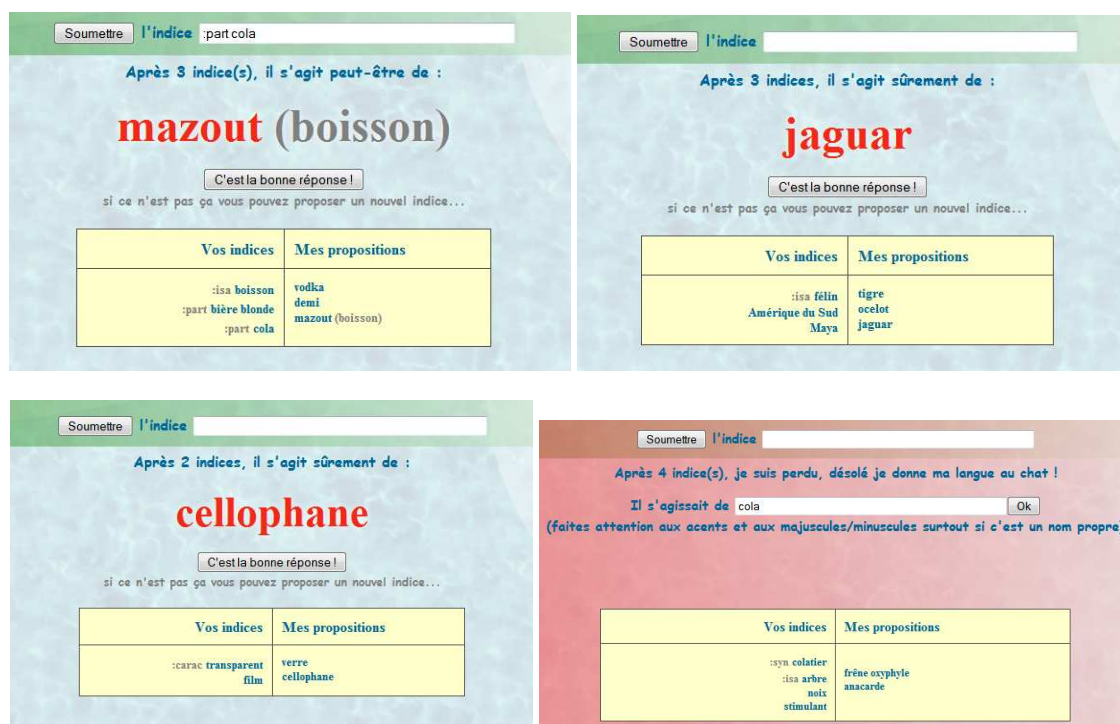 Soumettre l'indice :part cola
Après 3 indice(s), il s'agit peut-être de :
mazout (boisson)
C'est la bonne réponse !
si ce n'est pas ça vous pouvez proposer un nouvel indice...
Vos indices Mes propositions
:isa boisson vodka
:part bière blonde demi
:part cola mazout (boisson)
Soumettre l'indice
Après 3 indices, il s'agit sûrement de :
jaguar
C'est la bonne réponse !
si ce n'est pas ça vous pouvez proposer un nouvel indice...
Vos indices Mes propositions
:isa félin tigre
Amérique du Sud ocelot
Maya jaguar
Soumettre l'indice
Après 2 indices, il s'agit sûrement de :
cellophane
C'est la bonne réponse !
si ce n'est pas ça vous pouvez proposer un nouvel indice...
Vos indices Mes propositions
:carac transparent verre
film cellophane
Soumettre l'indice
Après 4 indice(s), je suis perdu, désolé je donne ma langue au chat !
Il s'agissait de cola Ok
(faites attention aux accents et aux majuscules/minuscules surtout si c'est un nom propre)
Vos indices Mes propositions
:syn colatier
:isa arbre frêne oxyphyle
noix anacarde
stimulant